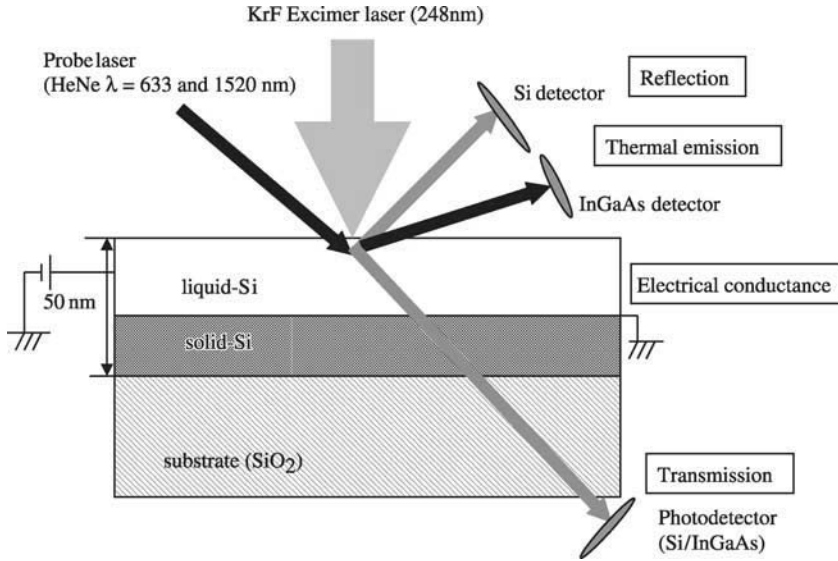 KrF Excimer laser (248nm)
Probe laser
(HeNe λ = 633 and 1520 nm)
Si detector
Reflection
Thermal emission
InGaAs detector
50 nm
liquid-Si
Electrical conductance
solid-Si
substrate (SiO₂)
Transmission
Photodetector
(Si/InGaAs)